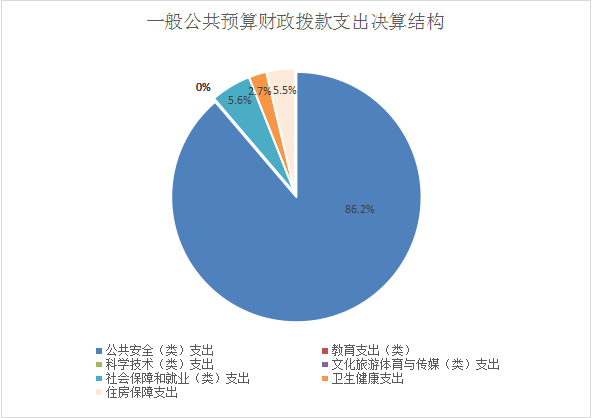 一般公共预算财政拨款支出决算结构
0%
5.6%
2.7%
5.5%
86.2%
公共安全（类）支出
教育支出（类）
科学技术（类）支出
文化旅游体育与传媒（类）支出
社会保障和就业（类）支出
卫生健康支出
住房保障支出